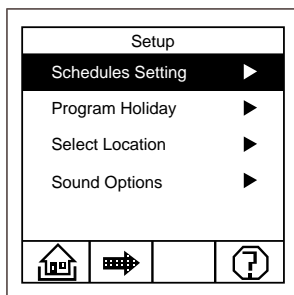 Setup
Schedules Setting
Program Holiday
Select Location
Sound Options
?